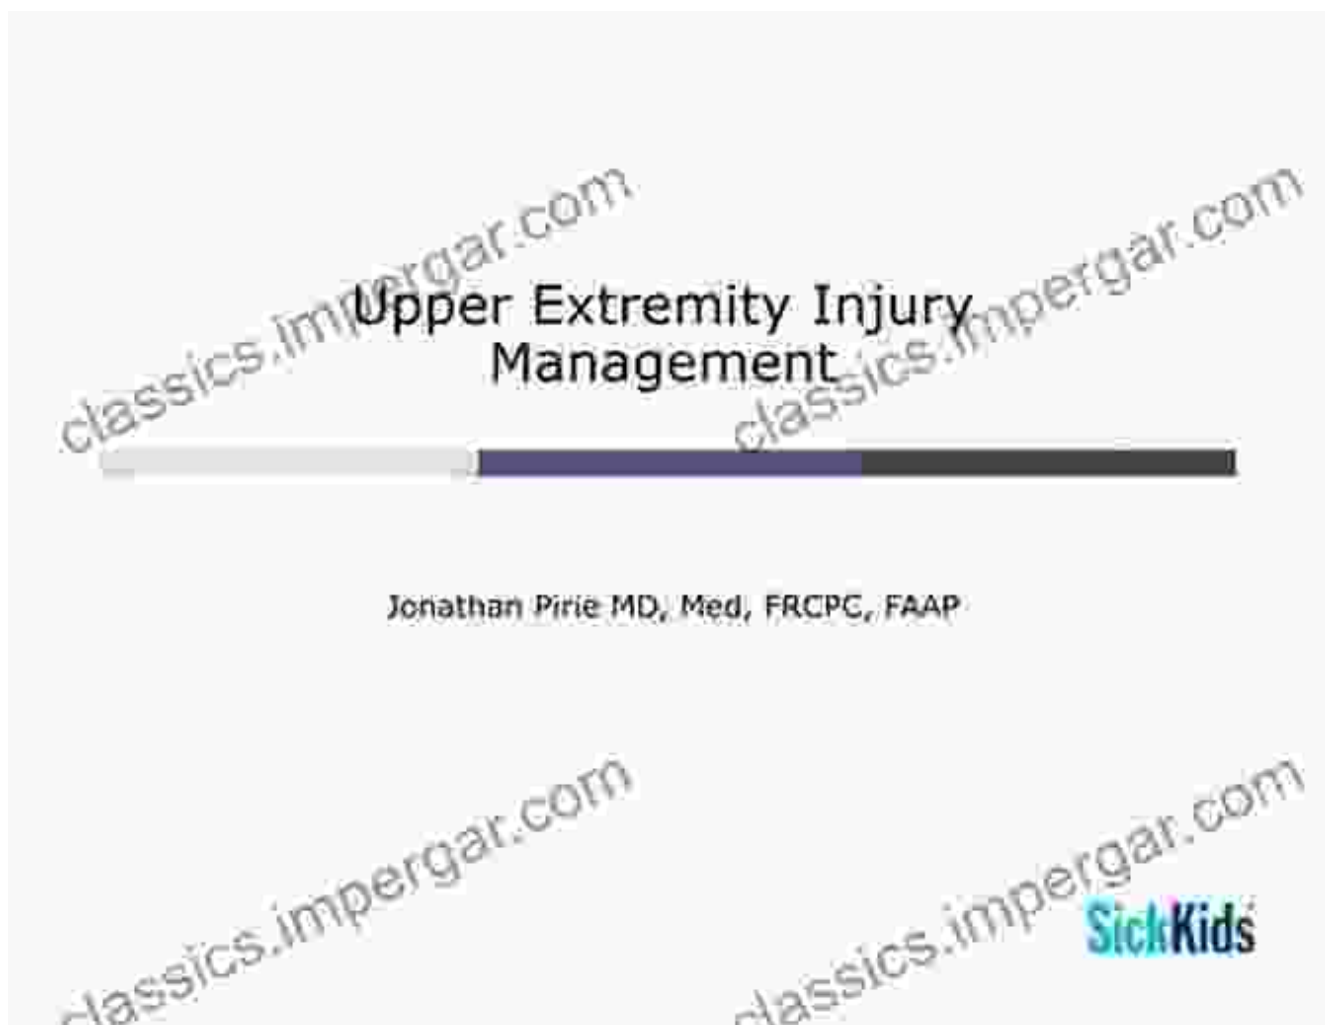 classics.impergar.com
classics.impergar.com
Upper Extremity Injury
Management
Jonathan Pirie MD, Med, FRCPC, FAAP
classics.impergar.com
classics.impergar.com
SickKids